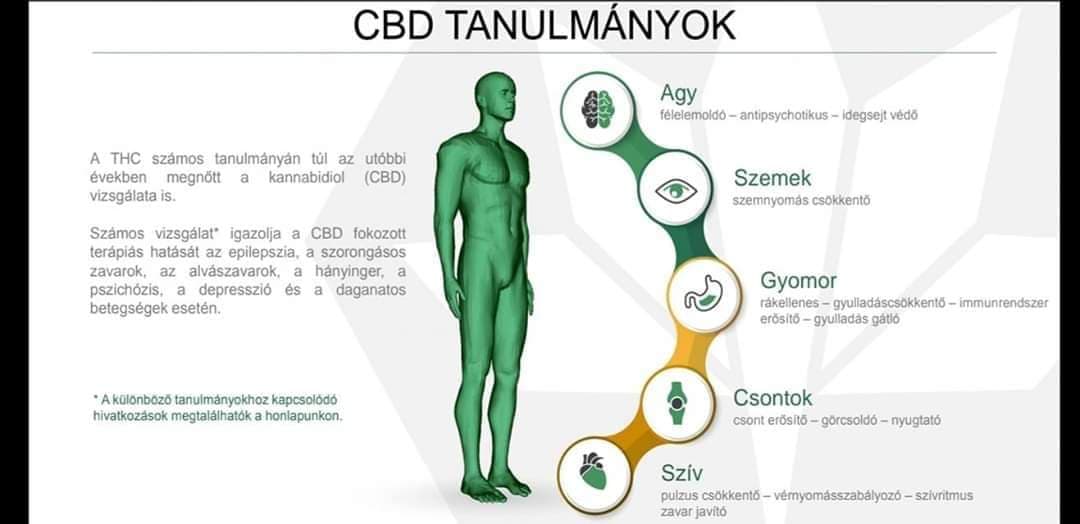 CBD TANULMÁNYOK
A THC számos tanulmányán túl az utóbbi
években megnőtt a kannabidiol (CBD)
vizsgálata is.
Számos vizsgálat* igazolja a CBD fokozott
terápiás hatását az epilepszia, a szorongásos
zavarok, az alvászavarok, a hányinger, a
pszichózis, a depresszió és a daganatos
betegségek esetén.
* A különböző tanulmányokhoz kapcsolódó
hivatkozások megtalálhatók a honlapunkon.
Agy
félelemoldó – antipsychotikus – idegsejt védő
Szemek
szemnyomás csökkentő
Gyomor
rákellenes – gyulladáscsökkentő – immunrendszer
erősítő – gyulladás gátló
Csontok
csont erősítő – görcsoldó – nyugtató
Szív
pulzus csökkentő – vérnyomásszabályozó – szívritmus
zavar javító